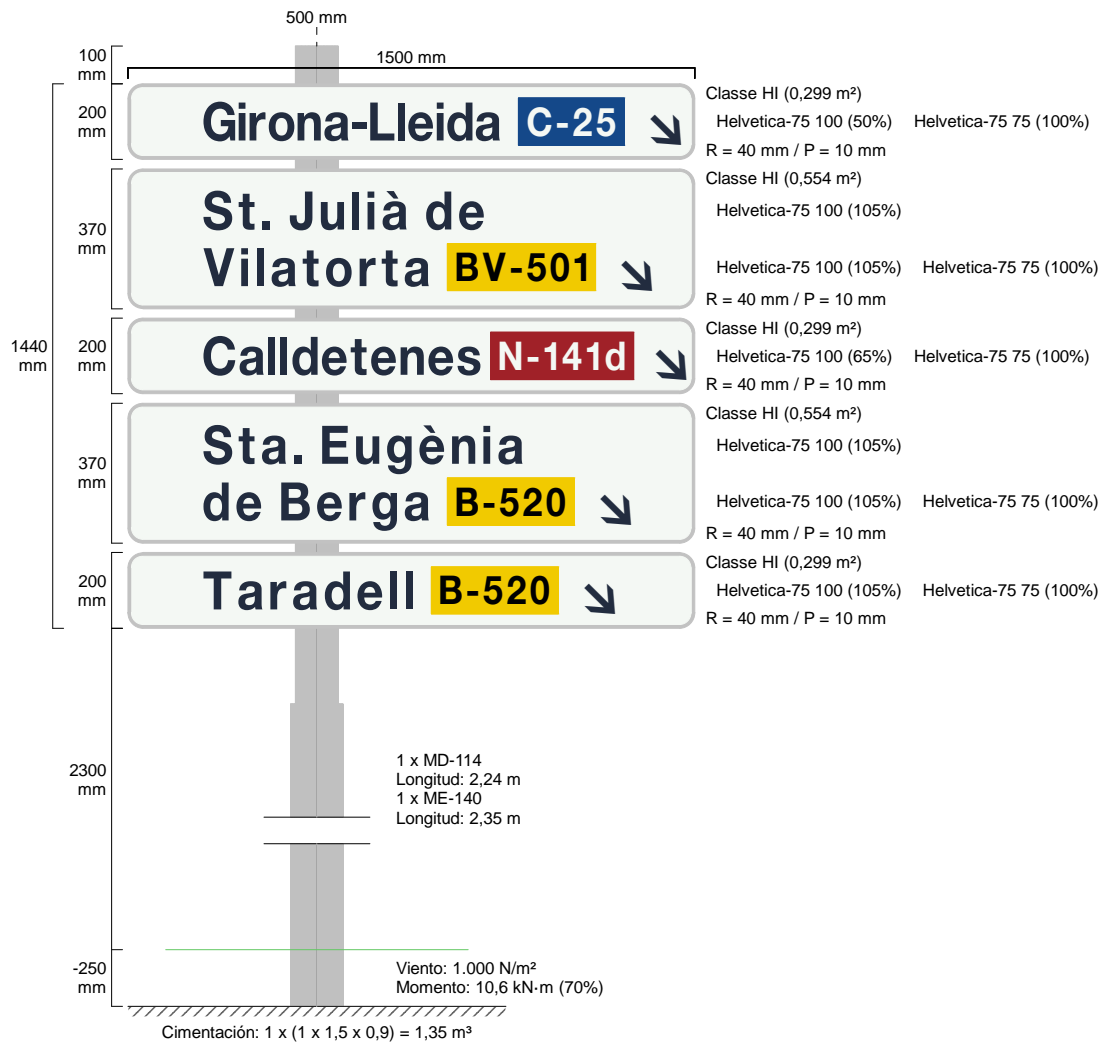 500 mm
100
mm
1500 mm
200
mm
Girona-Lleida C-25
Classe HI (0,299 m²)
Helvetica-75 100 (50%) Helvetica-75 75 (100%)
R = 40 mm / P = 10 mm
370
mm
St. Julià de
Vilatorta BV-501
Classe HI (0,554 m²)
Helvetica-75 100 (105%)
Helvetica-75 100 (105%) Helvetica-75 75 (100%)
R = 40 mm / P = 10 mm
1440
mm
200
mm
Calldetenes N-141d
Classe HI (0,299 m²)
Helvetica-75 100 (65%) Helvetica-75 75 (100%)
R = 40 mm / P = 10 mm
370
mm
Sta. Eugènia
de Berga B-520
Classe HI (0,554 m²)
Helvetica-75 100 (105%)
Helvetica-75 100 (105%) Helvetica-75 75 (100%)
R = 40 mm / P = 10 mm
200
mm
Taradell B-520
Classe HI (0,299 m²)
Helvetica-75 100 (105%) Helvetica-75 75 (100%)
R = 40 mm / P = 10 mm
2300
mm
1 x MD-114
Longitud: 2,24 m
1 x ME-140
Longitud: 2,35 m
-250
mm
Viento: 1.000 N/m²
Momento: 10,6 kN·m (70%)
Cimentación: 1 x (1 x 1,5 x 0,9) = 1,35 m³